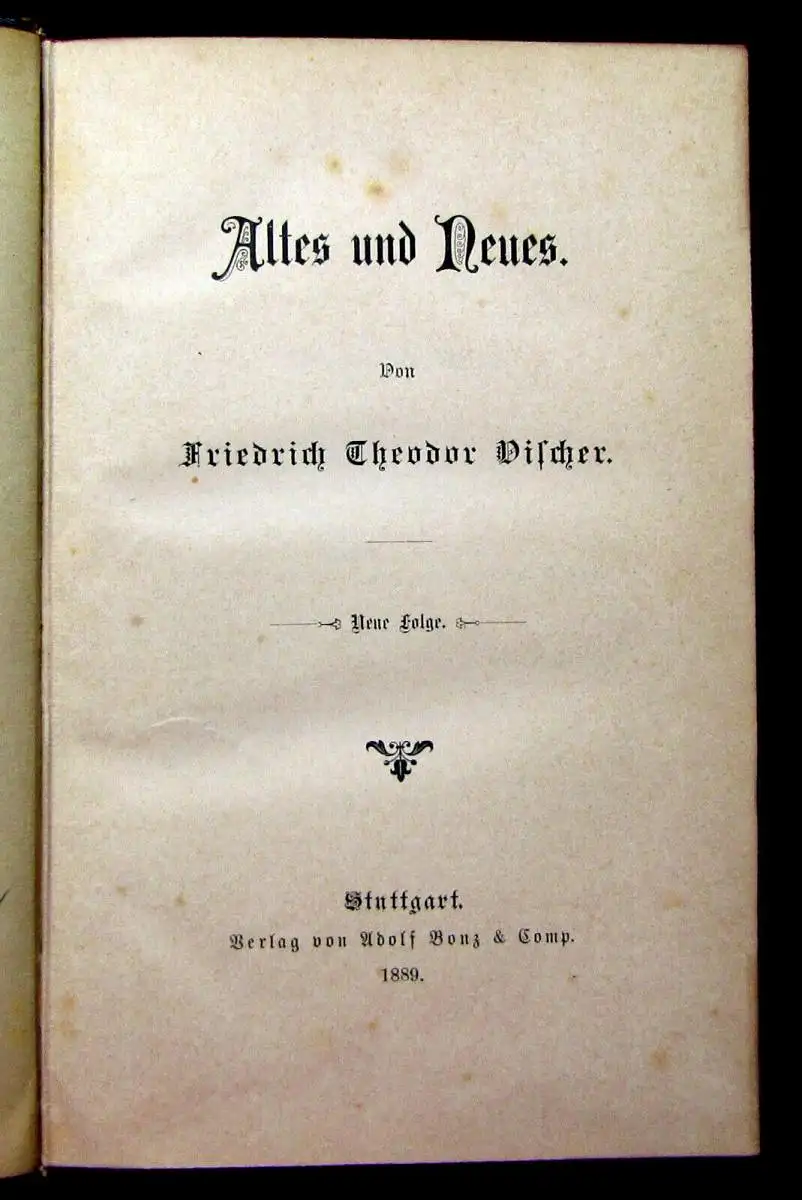 Altes und Neues.
Von
Friedrich Theodor Viſcher.
Neue Folge.
Stuttgart.
Verlag von Adolf Bonz & Comp.
1889.